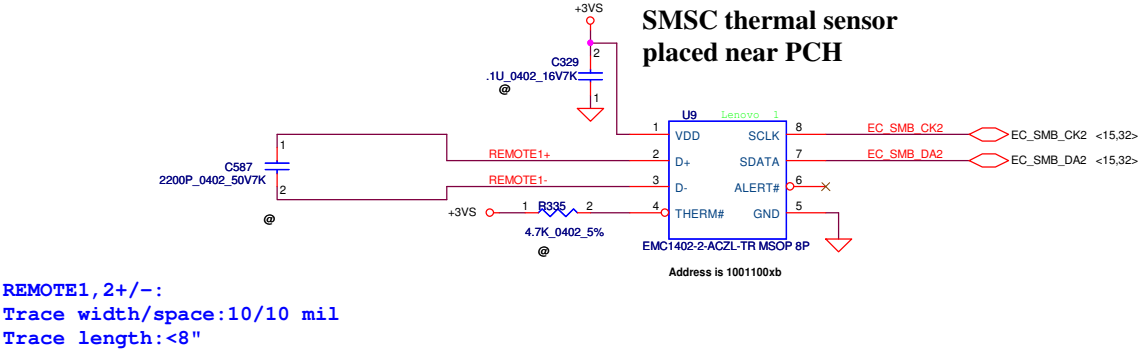 +3VS
SMSC thermal sensor
placed near PCH
2
C329
.1U_0402_16V7K
@
1
U9
Lenovo 1
1
VDD
SCLK
8
EC_SMB_CK2
EC_SMB_CK2 <15,32>
1
C587
2200P_0402_50V7K
2
@
REMOTE1+
2
D+
SDATA
7
EC_SMB_DA2
EC_SMB_DA2 <15,32>
REMOTE1-
3
D-
ALERT#
6
+3VS
1
R335
2
4
THERM#
GND
5
4.7K_0402_5%
@
EMC1402-2-ACZL-TR MSOP 8P
Address is 1001100xb
REMOTE1,2+/-:
Trace width/space:10/10 mil
Trace length:<8"